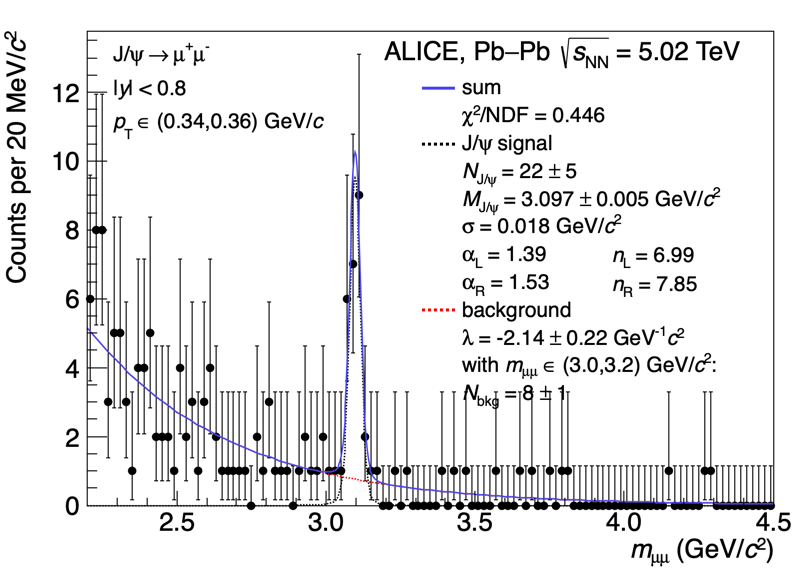 J/ψ → μ⁺μ⁻
|y| < 0.8
p_T ∈ (0.34,0.36) GeV/c
ALICE, Pb–Pb √s_NN = 5.02 TeV
sum
χ²/NDF = 0.446
J/ψ signal
N_J/ψ = 22 ± 5
M_J/ψ = 3.097 ± 0.005 GeV/c²
σ = 0.018 GeV/c²
α_L = 1.39 n_L = 6.99
α_R = 1.53 n_R = 7.85
background
λ = -2.14 ± 0.22 GeV⁻¹c²
with m_μμ ∈ (3.0,3.2) GeV/c²:
N_bkg = 8 ± 1
Counts per 20 MeV/c²
12
10
8
6
4
2
0
2.5 3.0 3.5 4.0 4.5
m_μμ (GeV/c²)